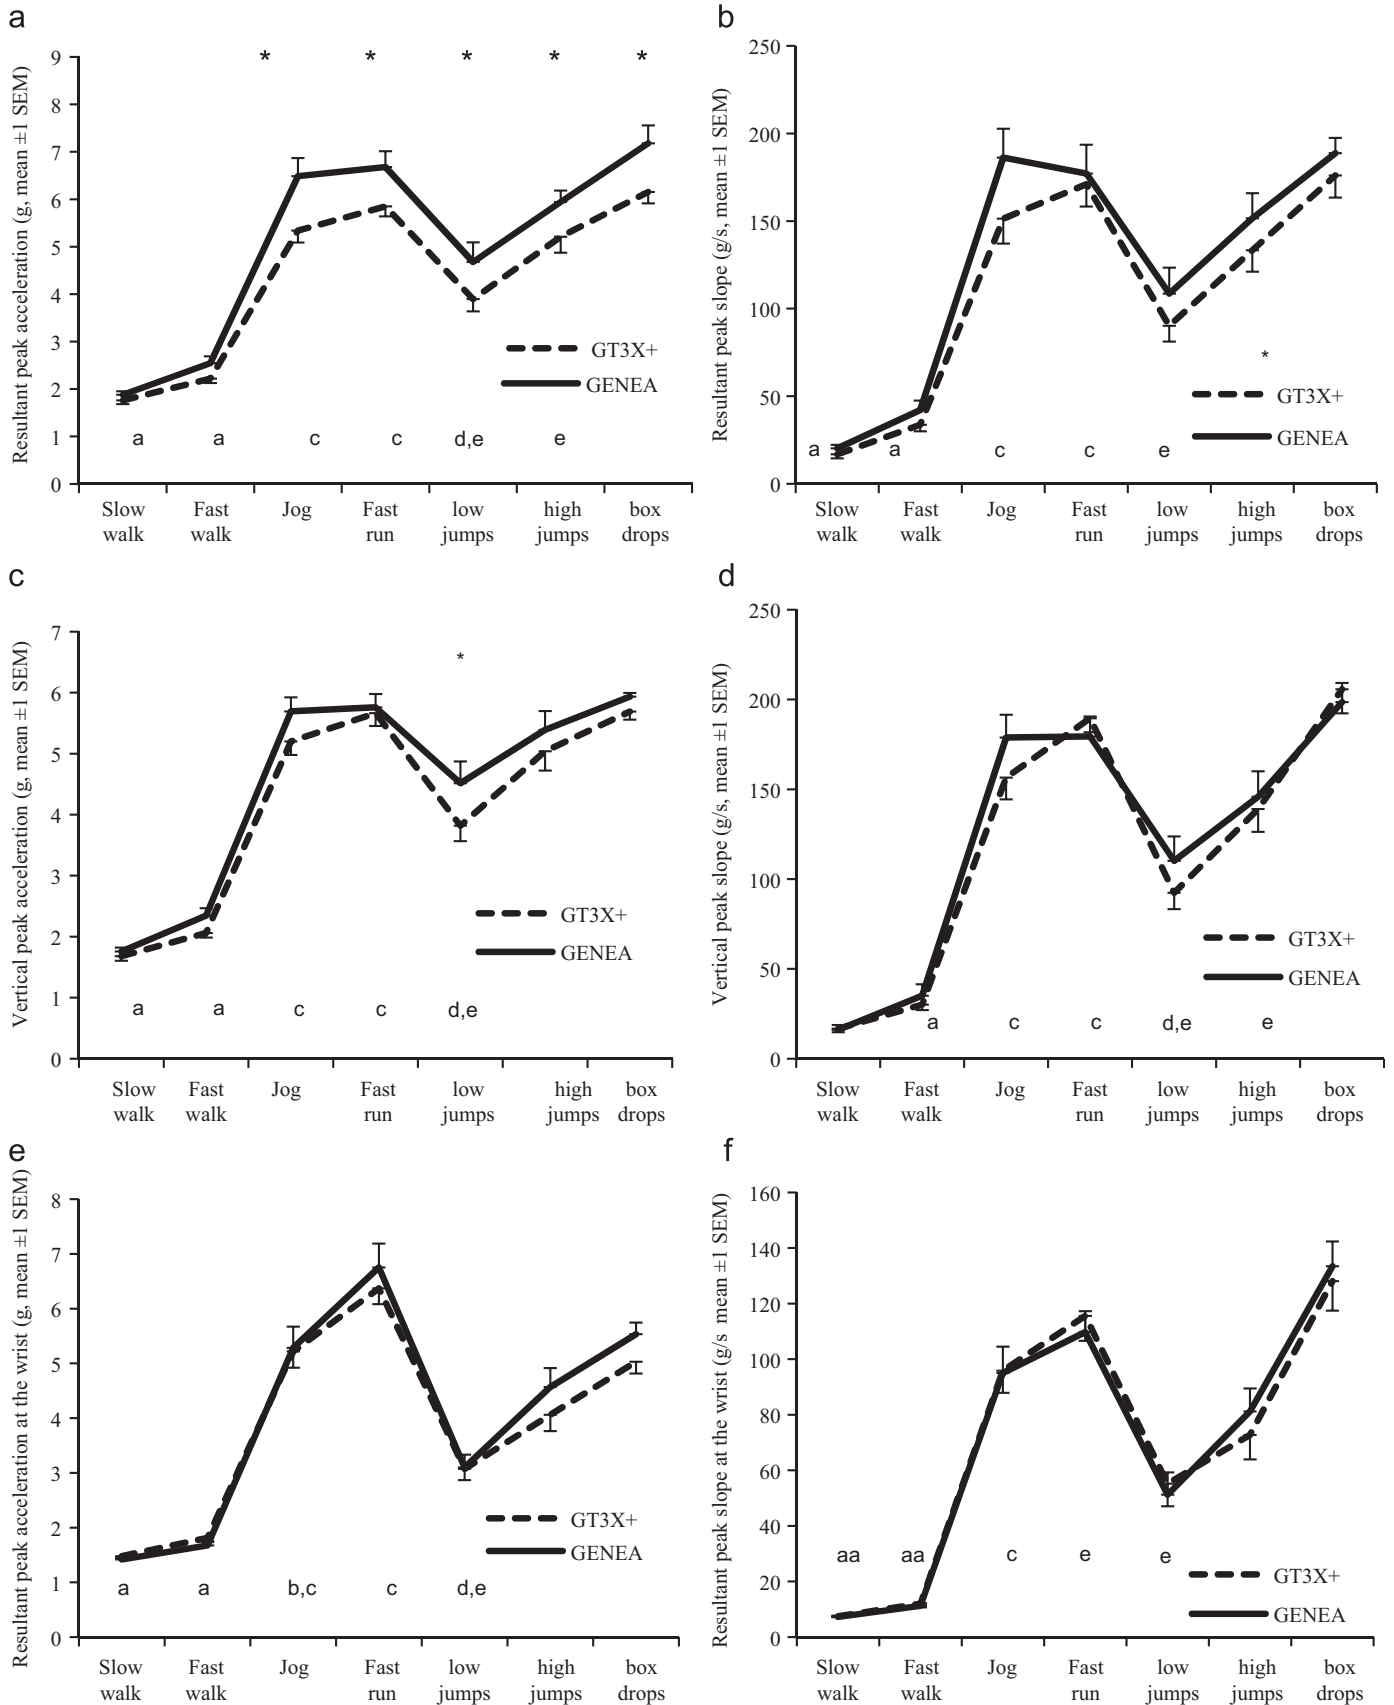 a
Resultant peak acceleration (g, mean ±1 SEM)
9
8
7
6
5
4
3
2
1
0
* * * * *
GT3X+
GENEA
a a c c d,e e
Slow walk
Fast walk
Jog
Fast run
low jumps
high jumps
box drops
b
Resultant peak slope (g/s, mean ±1 SEM)
250
200
150
100
50
0
*
GT3X+
GENEA
a a c c e
Slow walk
Fast walk
Jog
Fast run
low jumps
high jumps
box drops
c
Vertical peak acceleration (g, mean ±1 SEM)
7
6
5
4
3
2
1
0
*
GT3X+
GENEA
a a c c d,e
Slow walk
Fast walk
Jog
Fast run
low jumps
high jumps
box drops
d
Vertical peak slope (g/s, mean ±1 SEM)
250
200
150
100
50
0
GT3X+
GENEA
a c c d,e e
Slow walk
Fast walk
Jog
Fast run
low jumps
high jumps
box drops
e
Resultant peak acceleration at the wrist (g, mean ±1 SEM)
8
7
6
5
4
3
2
1
0
GT3X+
GENEA
a a b,c c d,e
Slow walk
Fast walk
Jog
Fast run
low jumps
high jumps
box drops
f
Resultant peak slope at the wrist (g/s mean ±1 SEM)
160
140
120
100
80
60
40
20
0
aa aa c e e
GT3X+
GENEA
Slow walk
Fast walk
Jog
Fast run
low jumps
high jumps
box drops